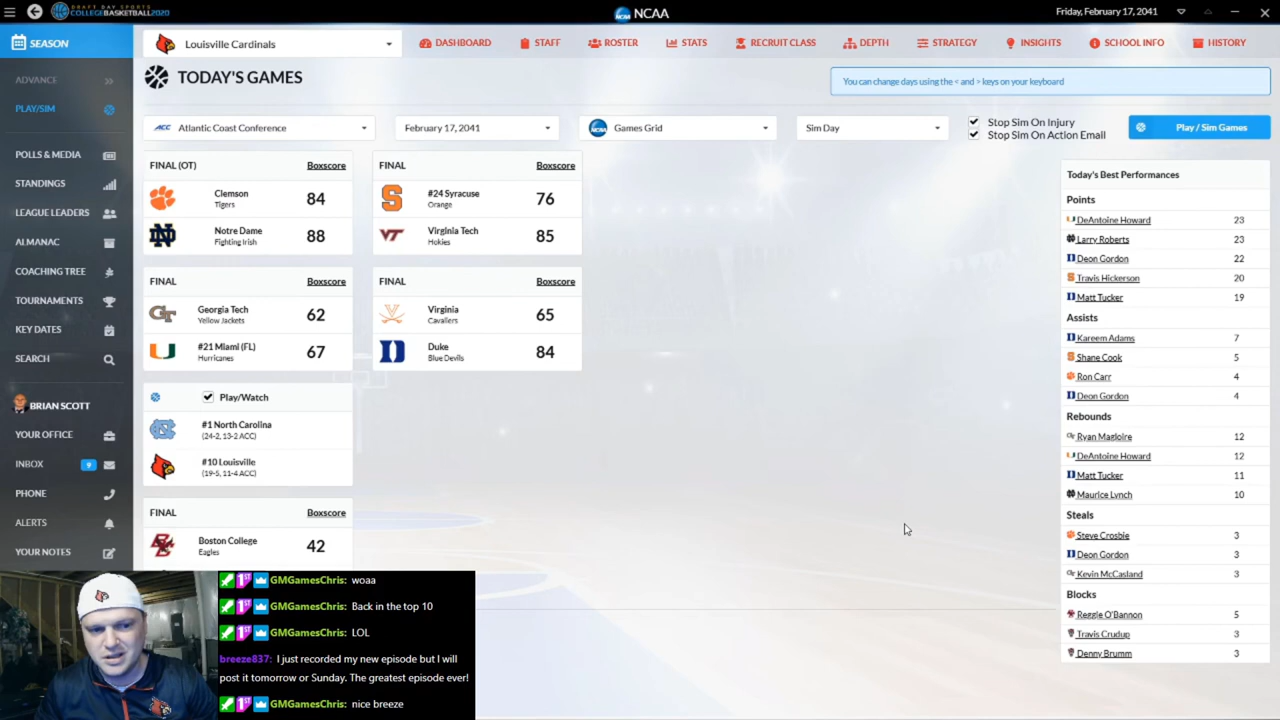 DRAFT DAY SPORTS
COLLEGE BASKETBALL 2020
NCAA
Friday, February 17, 2041
SEASON
Louisville Cardinals
DASHBOARD
STAFF
ROSTER
STATS
RECRUIT CLASS
DEPTH
STRATEGY
INSIGHTS
SCHOOL INFO
HISTORY
ADVANCE
PLAY/SIM
POLLS & MEDIA
STANDINGS
LEAGUE LEADERS
ALMANAC
COACHING TREE
TOURNAMENTS
KEY DATES
SEARCH
BRIAN SCOTT
YOUR OFFICE
INBOX 9
PHONE
ALERTS
YOUR NOTES
TODAY'S GAMES
You can change days using the < and > keys on your keyboard
ACC Atlantic Coast Conference
February 17, 2041
NCAA Games Grid
Sim Day
Stop Sim On Injury
Stop Sim On Action Email
Play / Sim Games
FINAL (OT) Boxscore
Clemson 84
Tigers
Notre Dame 88
Fighting Irish
FINAL Boxscore
#24 Syracuse 76
Orange
Virginia Tech 85
Hokies
FINAL Boxscore
Georgia Tech 62
Yellow Jackets
#21 Miami (FL) 67
Hurricanes
FINAL Boxscore
Virginia 65
Cavaliers
Duke 84
Blue Devils
Play/Watch
#1 North Carolina
(24-2, 13-2 ACC)
#10 Louisville
(19-5, 11-4 ACC)
FINAL Boxscore
Boston College 42
Eagles
Today's Best Performances
Points
DeAntoine Howard 23
Larry Roberts 23
Deon Gordon 22
Travis Hickerson 20
Matt Tucker 19
Assists
Kareem Adams 7
Shane Cook 5
Ron Carr 4
Deon Gordon 4
Rebounds
Ryan Magloire 12
DeAntoine Howard 12
Matt Tucker 11
Maurice Lynch 10
Steals
Steve Crosbie 3
Deon Gordon 3
Kevin McCasland 3
Blocks
Reggie O'Bannon 5
Travis Crudup 3
Denny Brumm 3
GMGamesChris: woaa
GMGamesChris: Back in the top 10
GMGamesChris: LOL
breeze837: I just recorded my new episode but I will
post it tomorrow or Sunday. The greatest episode ever!
GMGamesChris: nice breeze